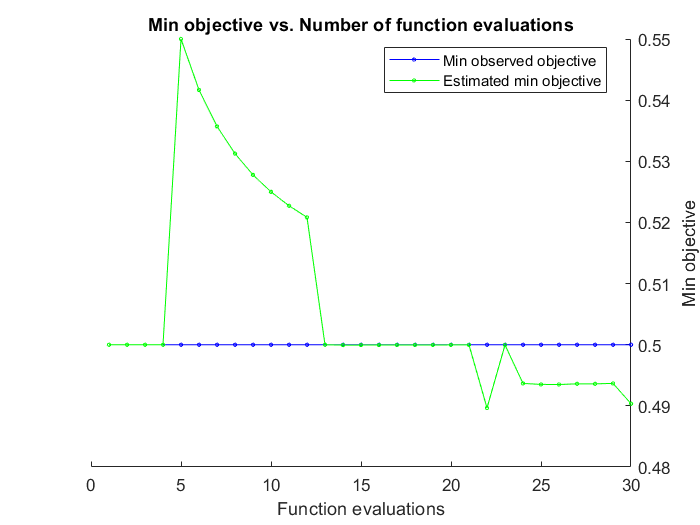 Min objective vs. Number of function evaluations
Min observed objective
Estimated min objective
0.55
0.54
0.53
0.52
0.51
0.5
0.49
0.48
Min objective
0 5 10 15 20 25 30
Function evaluations